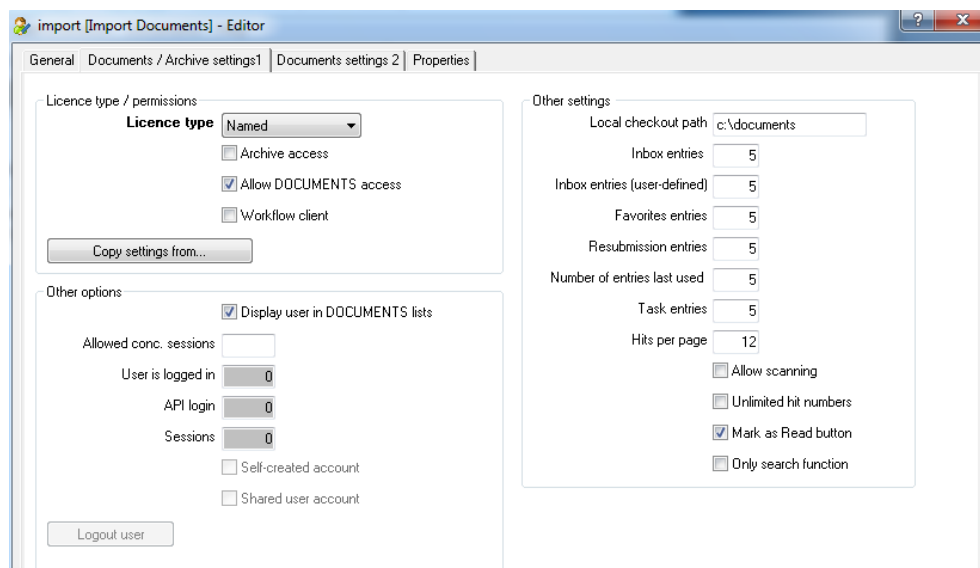 import [Import Documents] - Editor
General
Documents / Archive settings1
Documents settings 2
Properties
Licence type / permissions
Licence type Named
Archive access
Allow DOCUMENTS access
Workflow client
Copy settings from...
Other options
Display user in DOCUMENTS lists
Allowed conc. sessions
User is logged in 0
API login 0
Sessions 0
Self-created account
Shared user account
Logout user
Other settings
Local checkout path c:\documents
Inbox entries 5
Inbox entries (user-defined) 5
Favorites entries 5
Resubmission entries 5
Number of entries last used 5
Task entries 5
Hits per page 12
Allow scanning
Unlimited hit numbers
Mark as Read button
Only search function